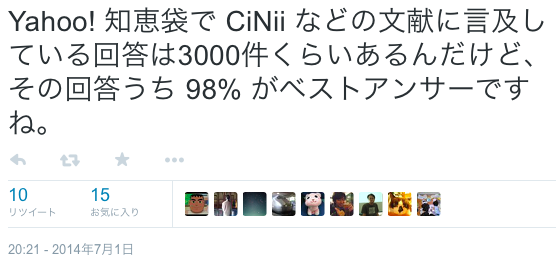 Yahoo! 知恵袋で CiNii などの文献に言及し
ている回答は3000件くらいあるんだけど、
その回答うち 98% がベストアンサーです
ね。
10 15
リツイート お気に入り
20:21 - 2014年7月1日